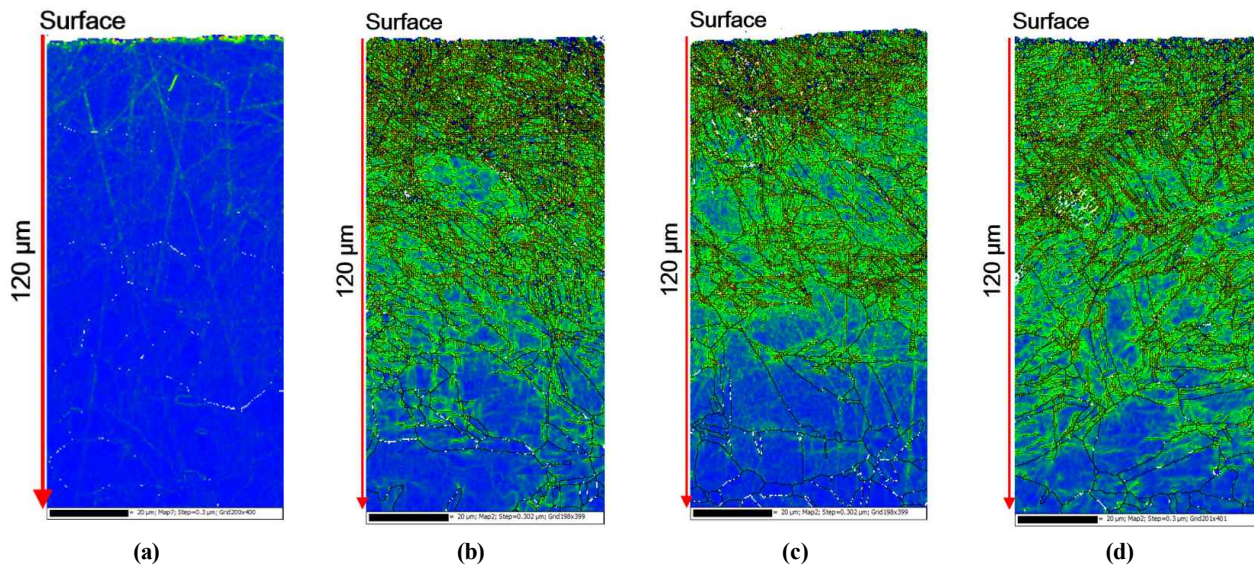 Surface
Surface
Surface
Surface
120 µm
120 µm
120 µm
120 µm
= 20 µm; Map7; Step=0.3 µm; Grid200x400
= 20 µm; Map2; Step=0.302 µm; Grid198x399
= 20 µm; Map2; Step=0.302 µm; Grid198x399
= 20 µm; Map2; Step=0.3 µm; Grid201x401
(a)
(b)
(c)
(d)